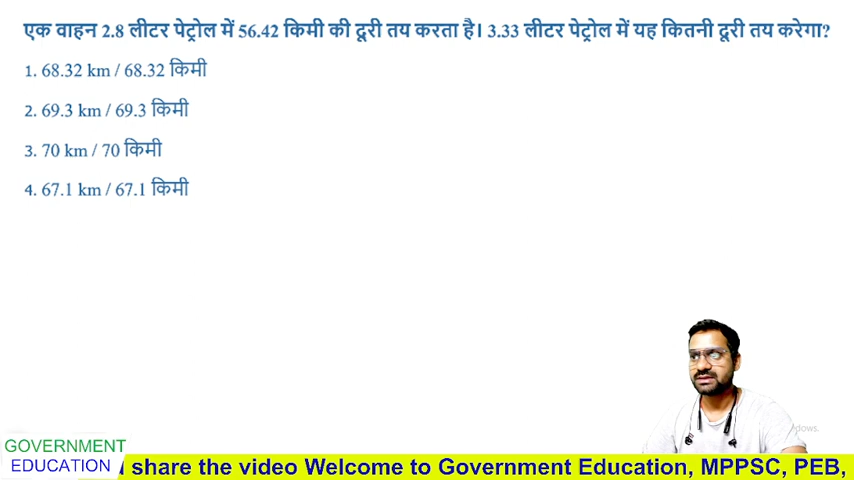 एक वाहन 2.8 लीटर पेट्रोल में 56.42 किमी की दूरी तय करता है। 3.33 लीटर पेट्रोल में यह कितनी दूरी तय करेगा?
1. 68.32 km / 68.32 किमी
2. 69.3 km / 69.3 किमी
3. 70 km / 70 किमी
4. 67.1 km / 67.1 किमी
GOVERNMENT
EDUCATION
share the video Welcome to Government Education, MPPSC, PEB,